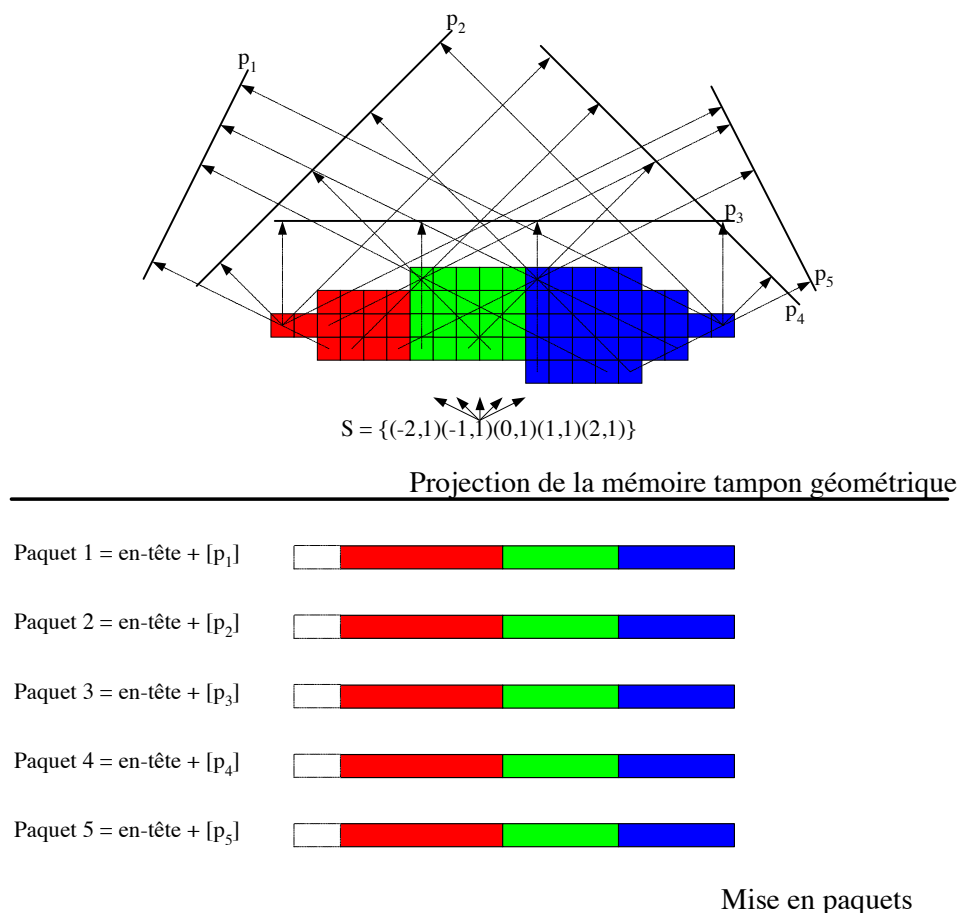 p2
p1
p3
p5
p4
S = {(-2,1)(-1,1)(0,1)(1,1)(2,1)}
Projection de la mémoire tampon géométrique
Paquet 1 = en-tête + [p1]
Paquet 2 = en-tête + [p2]
Paquet 3 = en-tête + [p3]
Paquet 4 = en-tête + [p4]
Paquet 5 = en-tête + [p5]
Mise en paquets